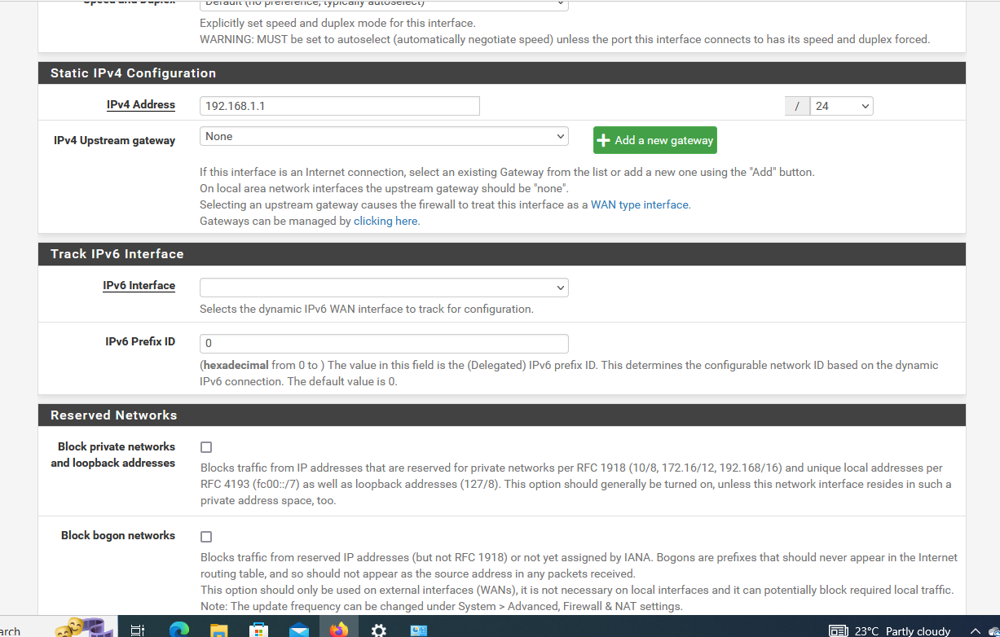 Speed and Duplex
Default (no preference, typically autoselect)
Explicitly set speed and duplex mode for this interface.
WARNING: MUST be set to autoselect (automatically negotiate speed) unless the port this interface connects to has its speed and duplex forced.
Static IPv4 Configuration
IPv4 Address
192.168.1.1
/
24
IPv4 Upstream gateway
None
Add a new gateway
If this interface is an Internet connection, select an existing Gateway from the list or add a new one using the "Add" button.
On local area network interfaces the upstream gateway should be "none".
Selecting an upstream gateway causes the firewall to treat this interface as a WAN type interface.
Gateways can be managed by clicking here.
Track IPv6 Interface
IPv6 Interface
Selects the dynamic IPv6 WAN interface to track for configuration.
IPv6 Prefix ID
0
(hexadecimal from 0 to ) The value in this field is the (Delegated) IPv6 prefix ID. This determines the configurable network ID based on the dynamic
IPv6 connection. The default value is 0.
Reserved Networks
Block private networks
and loopback addresses
Blocks traffic from IP addresses that are reserved for private networks per RFC 1918 (10/8, 172.16/12, 192.168/16) and unique local addresses per
RFC 4193 (fc00::/7) as well as loopback addresses (127/8). This option should generally be turned on, unless this network interface resides in such a
private address space, too.
Block bogon networks
Blocks traffic from reserved IP addresses (but not RFC 1918) or not yet assigned by IANA. Bogons are prefixes that should never appear in the Internet
routing table, and so should not appear as the source address in any packets received.
This option should only be used on external interfaces (WANs), it is not necessary on local interfaces and it can potentially block required local traffic.
Note: The update frequency can be changed under System > Advanced, Firewall & NAT settings.
arch
23°C Partly cloudy